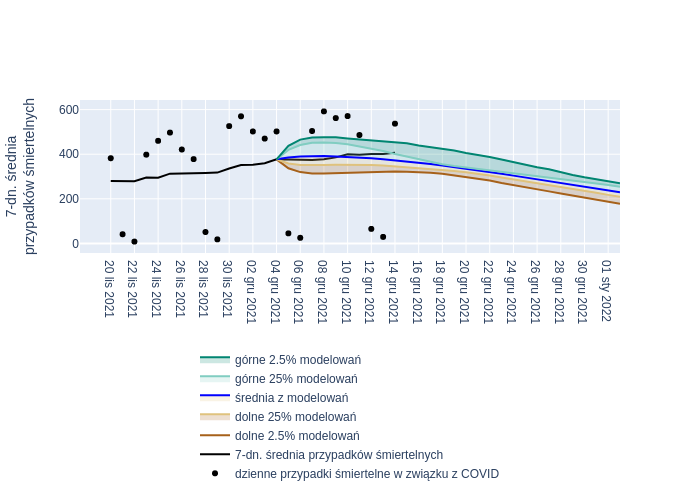 7-dn. średnia
przypadków śmiertelnych
600
400
200
0
20 lis 2021
22 lis 2021
24 lis 2021
26 lis 2021
28 lis 2021
30 lis 2021
02 gru 2021
04 gru 2021
06 gru 2021
08 gru 2021
10 gru 2021
12 gru 2021
14 gru 2021
16 gru 2021
18 gru 2021
20 gru 2021
22 gru 2021
24 gru 2021
26 gru 2021
28 gru 2021
30 gru 2021
01 sty 2022
górne 2.5% modelowań
górne 25% modelowań
średnia z modelowań
dolne 25% modelowań
dolne 2.5% modelowań
7-dn. średnia przypadków śmiertelnych
dzienne przypadki śmiertelne w związku z COVID